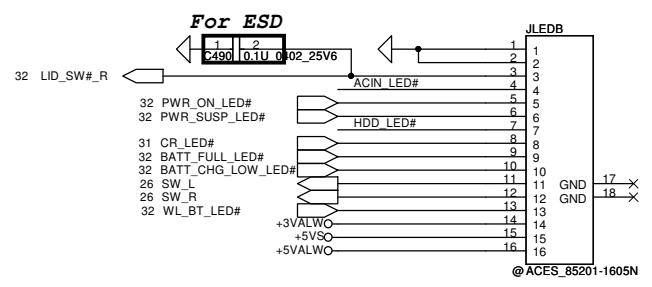 For ESD
JLEDB
1 2
C490 0.1U_0402_25V6
1 1
2 2
32 LID_SW#_R 3 3
ACIN_LED# 4 4
32 PWR_ON_LED# 5 5
32 PWR_SUSP_LED# 6 6
HDD_LED# 7 7
31 CR_LED# 8 8
32 BATT_FULL_LED# 9 9
32 BATT_CHG_LOW_LED# 10 10
26 SW_L 11 11 GND 17
26 SW_R 12 12 GND 18
32 WL_BT_LED# 13 13
+3VALW 14 14
+5VS 15 15
+5VALW 16 16
@ACES_85201-1605N